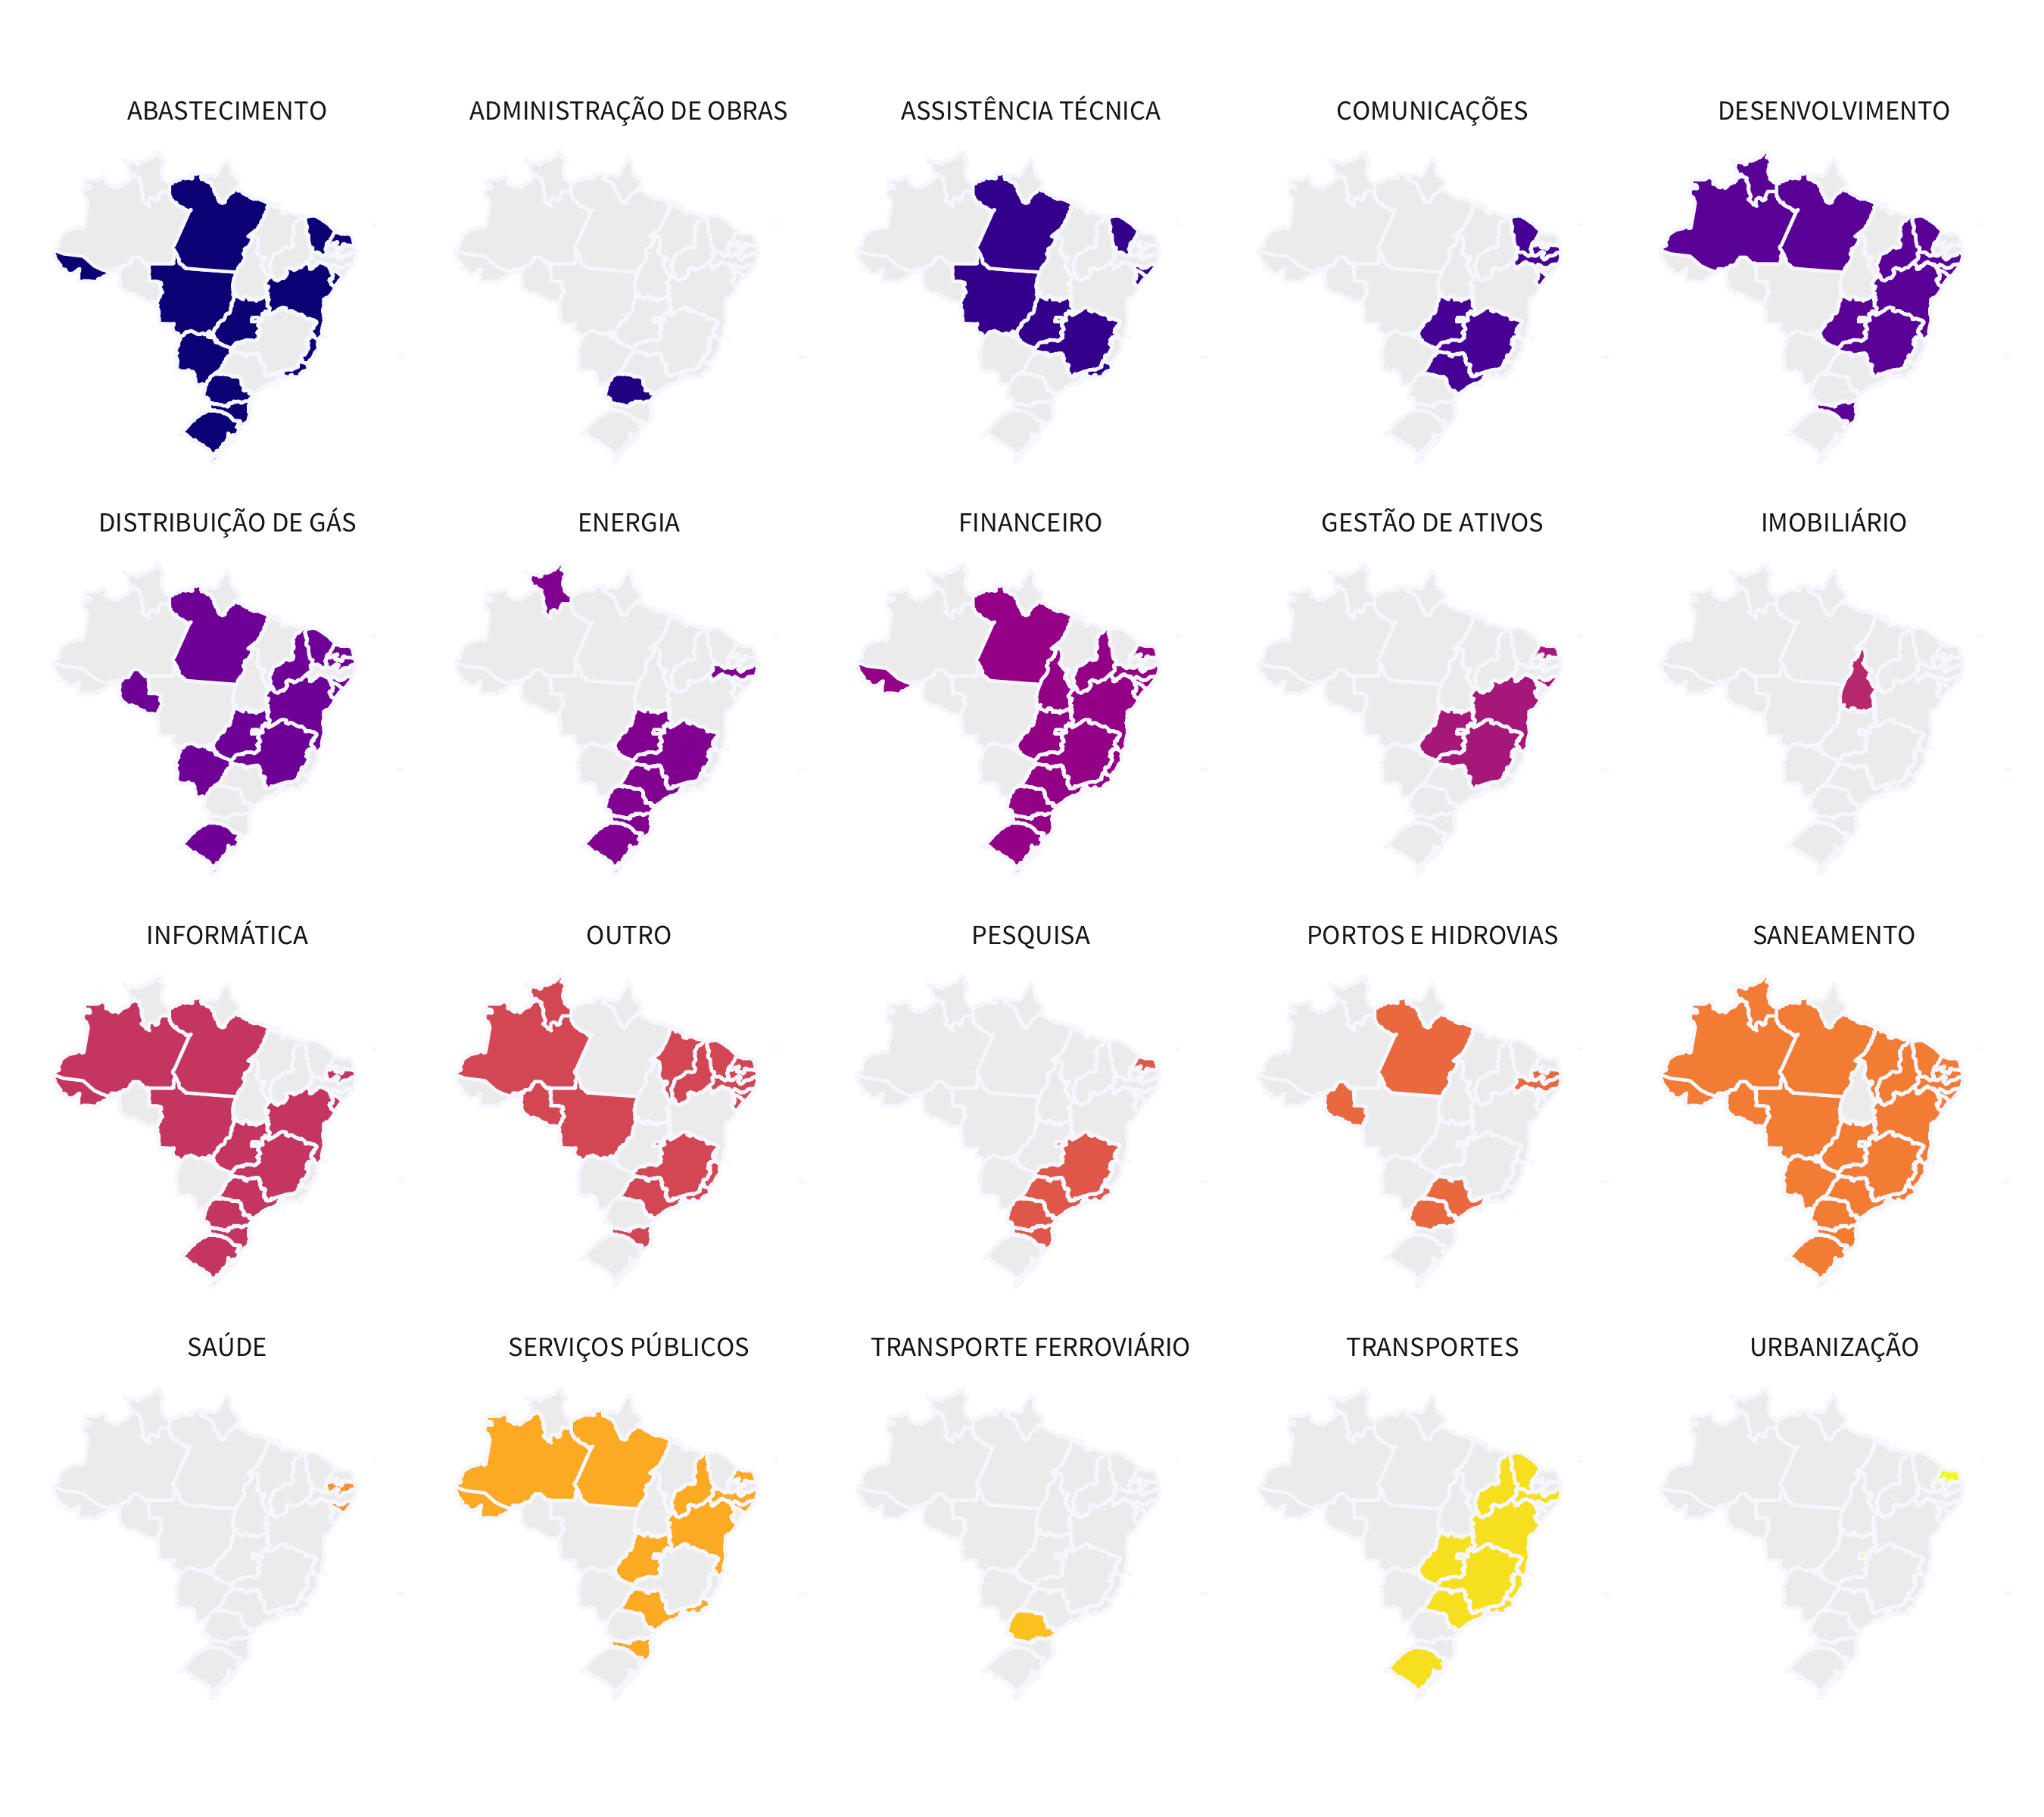 ABASTECIMENTO
ADMINISTRAÇÃO DE OBRAS
ASSISTÊNCIA TÉCNICA
COMUNICAÇÕES
DESENVOLVIMENTO
DISTRIBUIÇÃO DE GÁS
ENERGIA
FINANCEIRO
GESTÃO DE ATIVOS
IMOBILIÁRIO
INFORMÁTICA
OUTRO
PESQUISA
PORTOS E HIDROVIAS
SANEAMENTO
SAÚDE
SERVIÇOS PÚBLICOS
TRANSPORTE FERROVIÁRIO
TRANSPORTES
URBANIZAÇÃO